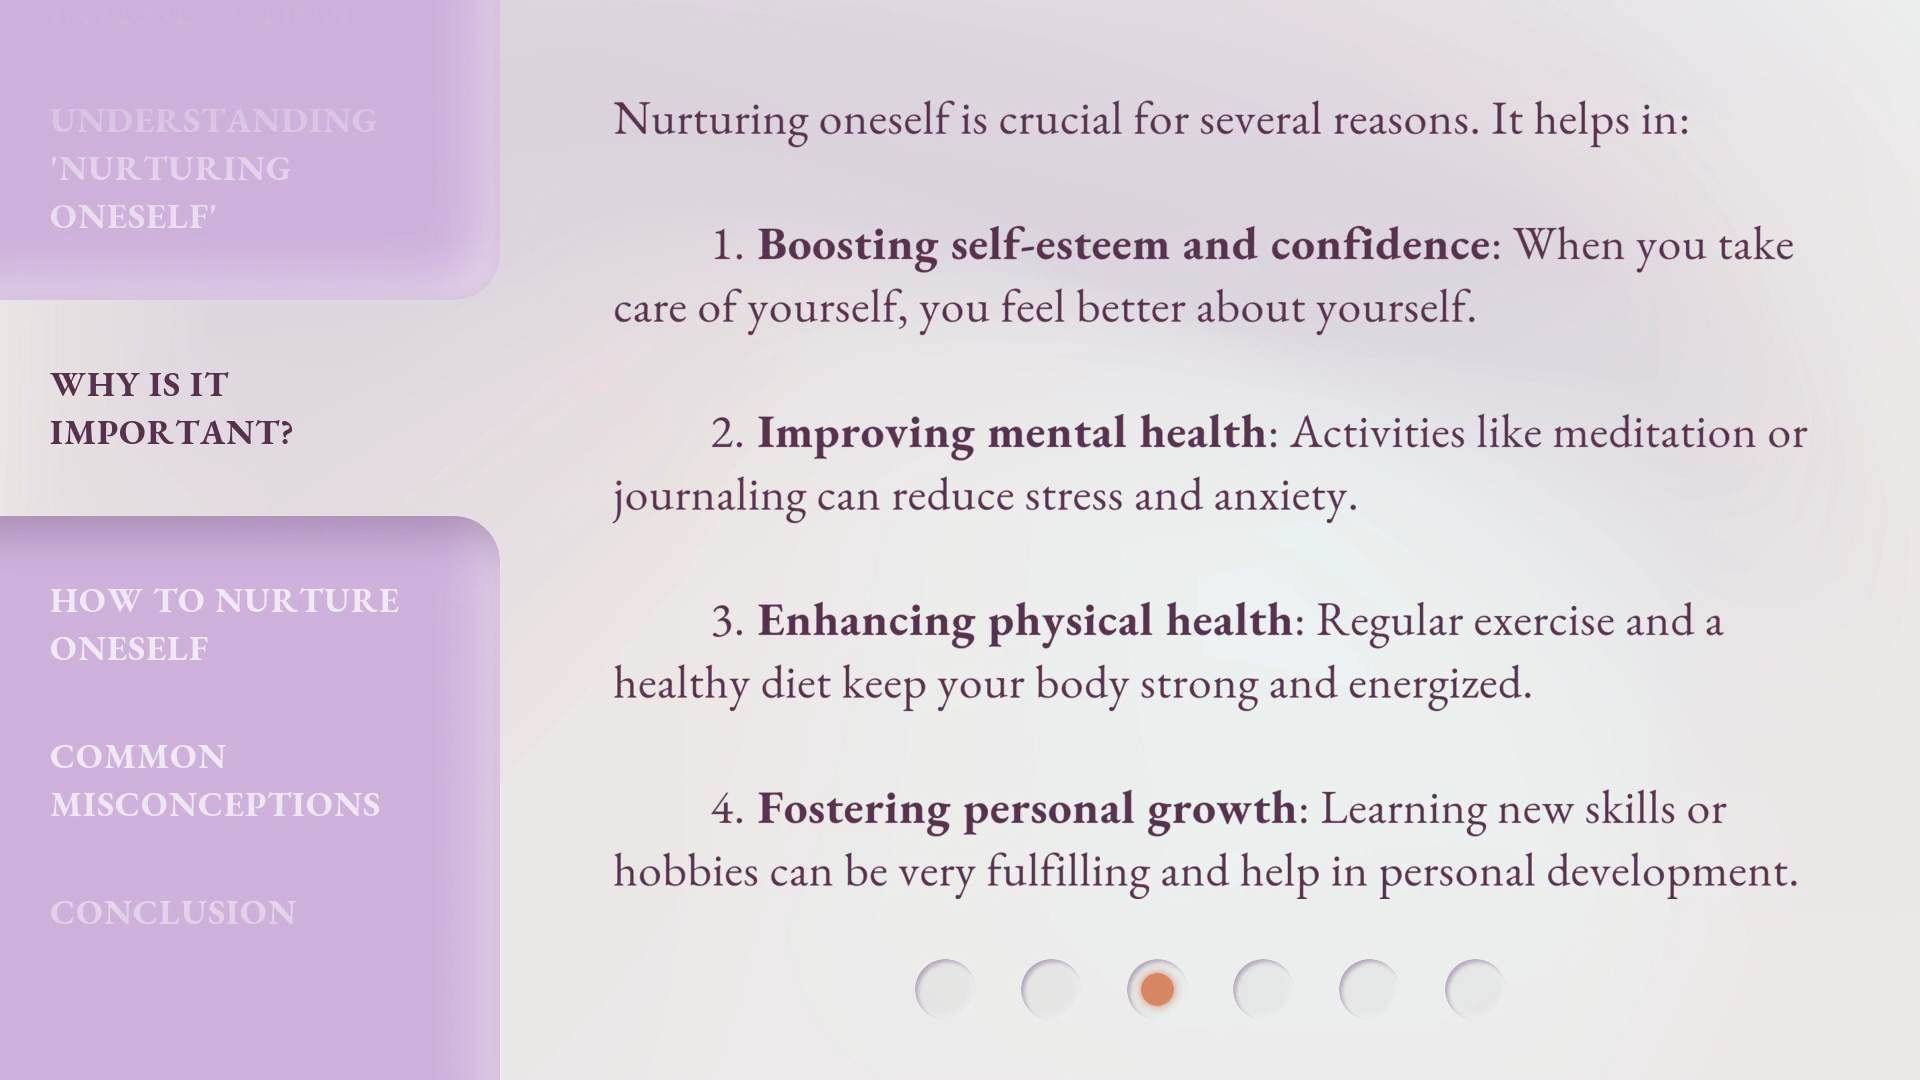 UNDERSTANDING
'NURTURING
ONESELF'
WHY IS IT
IMPORTANT?
HOW TO NURTURE
ONESELF
COMMON
MISCONCEPTIONS
CONCLUSION
Nurturing oneself is crucial for several reasons. It helps in:
1. Boosting self-esteem and confidence: When you take
care of yourself, you feel better about yourself.
2. Improving mental health: Activities like meditation or
journaling can reduce stress and anxiety.
3. Enhancing physical health: Regular exercise and a
healthy diet keep your body strong and energized.
4. Fostering personal growth: Learning new skills or
hobbies can be very fulfilling and help in personal development.